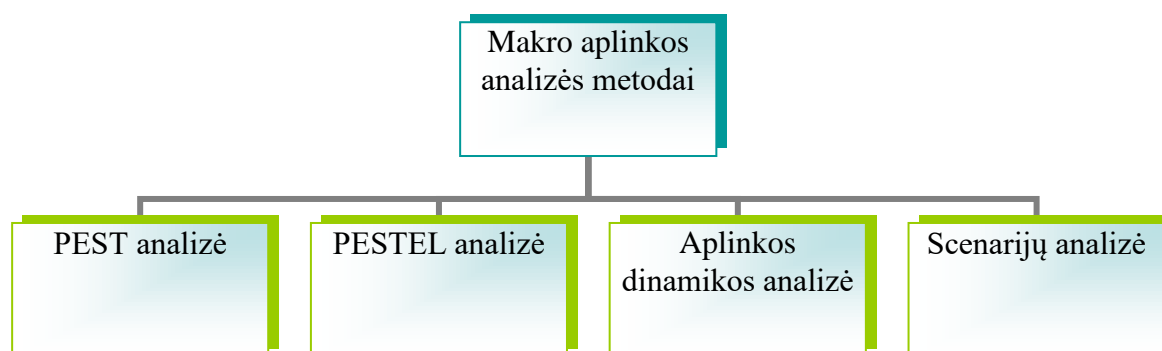 Makro aplinkos
analizės metodai
PEST analizė
PESTEL analizė
Aplinkos
dinamikos analizė
Scenarijų analizė